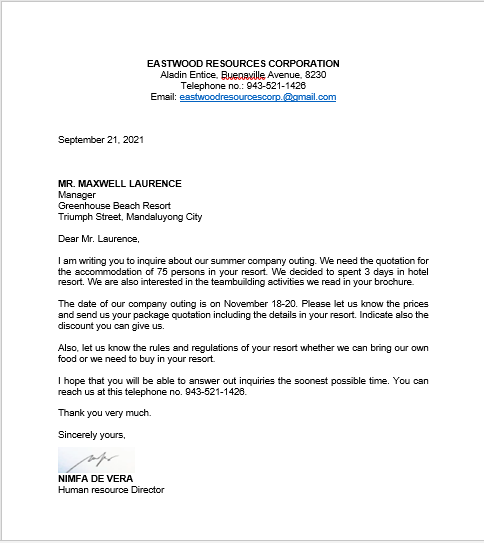 EASTWOOD RESOURCES CORPORATION
Aladin Entice, Buenaville Avenue, 8230
Telephone no.: 943-521-1426
Email: eastwoodresourcescorp.@gmail.com
September 21, 2021
MR. MAXWELL LAURENCE
Manager
Greenhouse Beach Resort
Triumph Street, Mandaluyong City
Dear Mr. Laurence,
I am writing you to inquire about our summer company outing. We need the quotation for
the accommodation of 75 persons in your resort. We decided to spent 3 days in hotel
resort. We are also interested in the teambuilding activities we read in your brochure.
The date of our company outing is on November 18-20. Please let us know the prices
and send us your package quotation including the details in your resort. Indicate also the
discount you can give us.
Also, let us know the rules and regulations of your resort whether we can bring our own
food or we need to buy in your resort.
I hope that you will be able to answer out inquiries the soonest possible time. You can
reach us at this telephone no. 943-521-1426.
Thank you very much.
Sincerely yours,
NIMFA DE VERA
Human resource Director